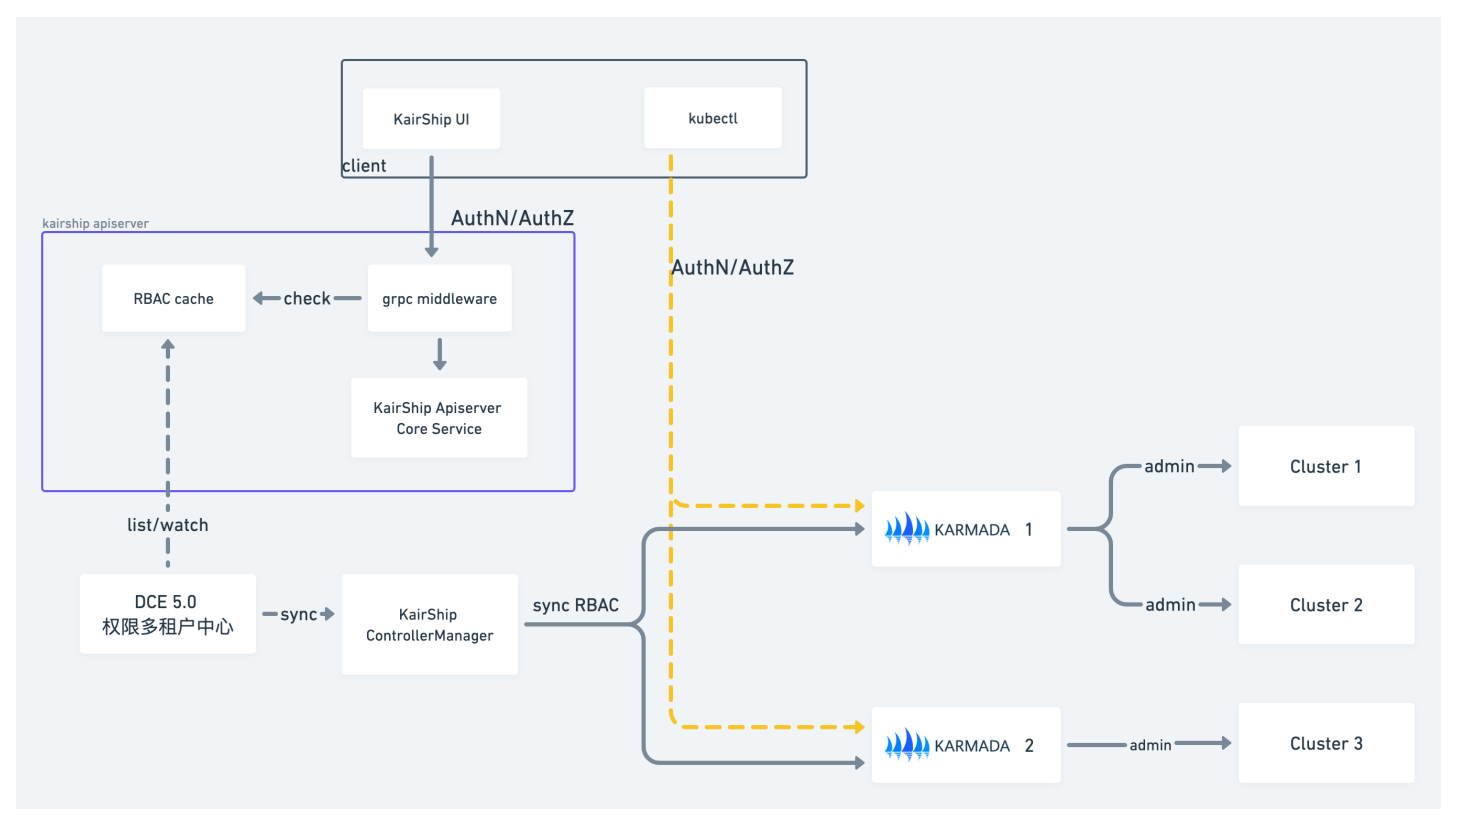 KairShip UI
kubectl
client
AuthN/AuthZ
kairship apiserver
AuthN/AuthZ
RBAC cache
check
grpc middleware
KairShip Apiserver
Core Service
list/watch
DCE 5.0
权限多租户中心
sync
KairShip
ControllerManager
sync RBAC
KARMADA 1
admin
Cluster 1
admin
Cluster 2
KARMADA 2
admin
Cluster 3